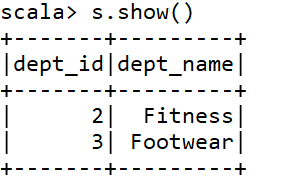 scala> s.show()
+-------+---------+
|dept_id|dept_name|
+-------+---------+
|      2|  Fitness|
|      3| Footwear|
+-------+---------+